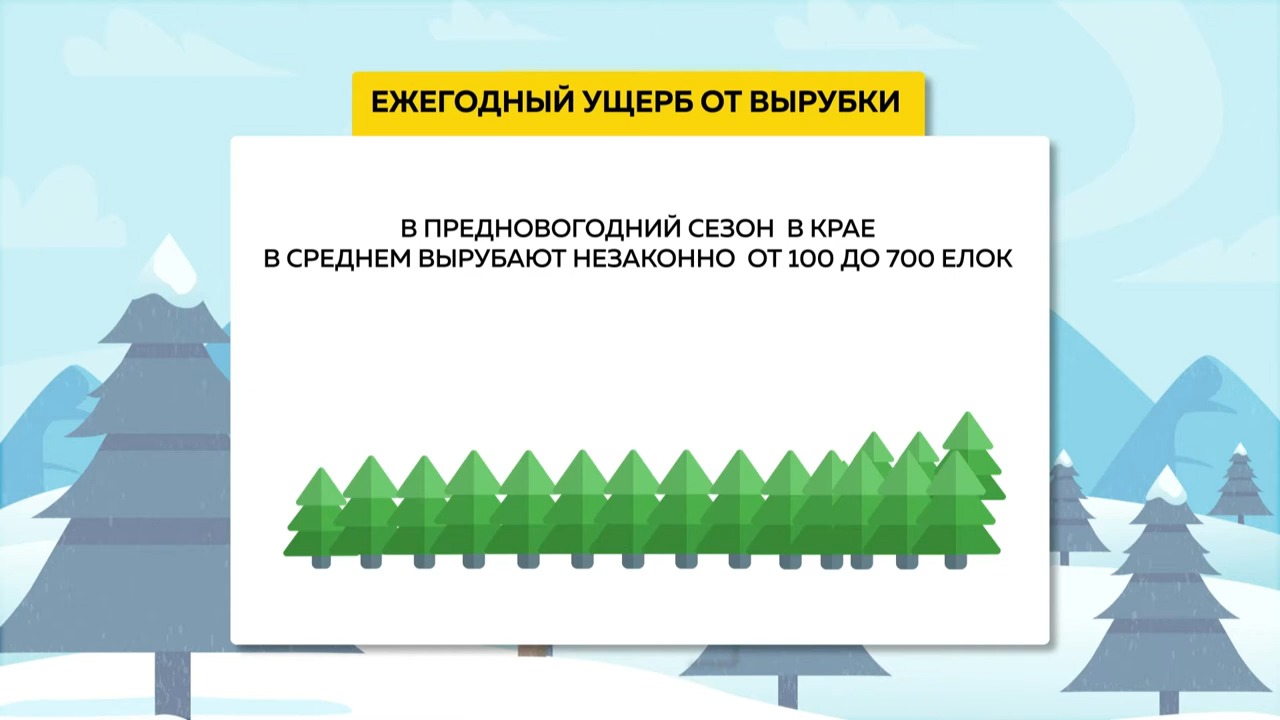 ЕЖЕГОДНЫЙ УЩЕРБ ОТ ВЫРУБКИ
В ПРЕДНОВОГОДНИЙ СЕЗОН В КРАЕ
В СРЕДНЕМ ВЫРУБАЮТ НЕЗАКОННО ОТ 100 ДО 700 ЕЛОК